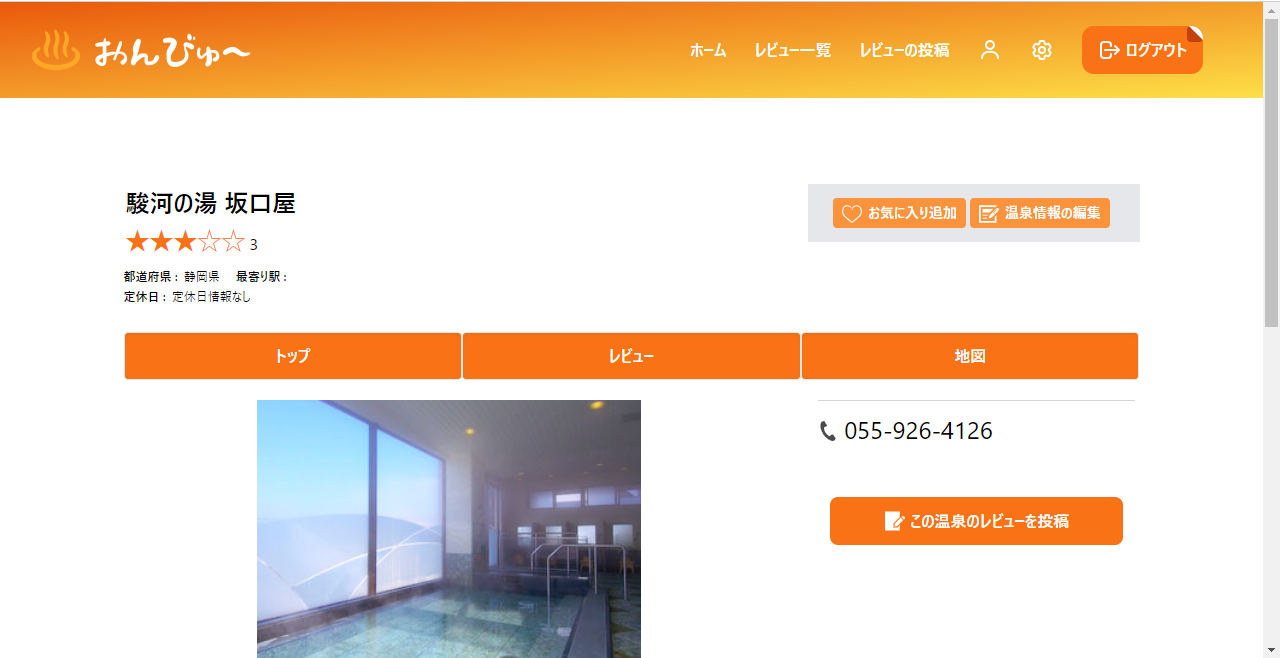 おんびゅ〜
ホーム レビュー一覧 レビューの投稿 ログアウト
駿河の湯 坂口屋
お気に入り追加 温泉情報の編集
★★★☆☆ 3
都道府県 : 静岡県 最寄り駅 :
定休日 : 定休日情報なし
トップ レビュー 地図
055-926-4126
この温泉のレビューを投稿